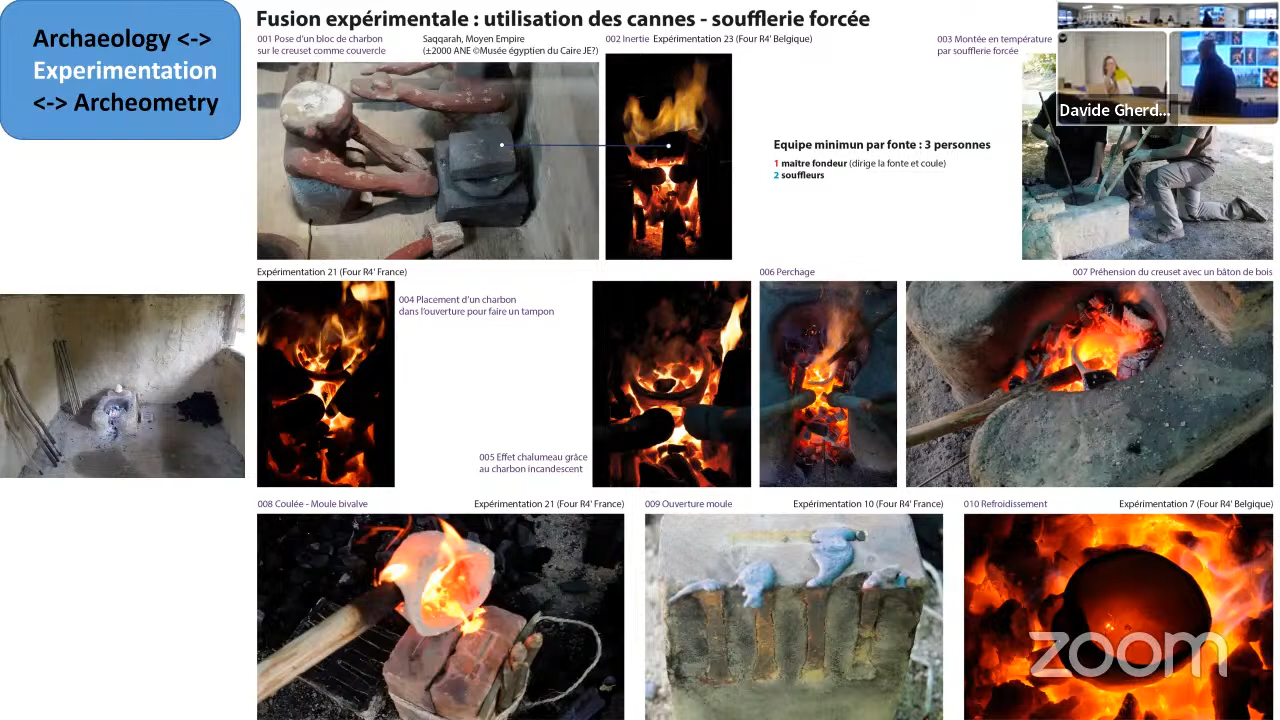 Archaeology <->
Experimentation
<-> Archeometry
Fusion expérimentale : utilisation des cannes - soufflerie forcée
001 Pose d'un bloc de charbon
sur le creuset comme couvercle
Saqqarah, Moyen Empire
(±2000 ANE ©Musée égyptien du Caire JE?)
002 Inertie Expérimentation 23 (Four R4' Belgique)
003 Montée en température
par soufflerie forcée
Davide Gherd...
Equipe minimun par fonte : 3 personnes
1 maître fondeur (dirige la fonte et coule)
2 souffleurs
Expérimentation 21 (Four R4' France)
004 Placement d'un charbon
dans l'ouverture pour faire un tampon
005 Effet chalumeau grâce
au charbon incandescent
006 Perchage
007 Préhension du creuset avec un bâton de bois
008 Coulée - Moule bivalve
Expérimentation 21 (Four R4' France)
009 Ouverture moule
Expérimentation 10 (Four R4' France)
010 Refroidissement
Expérimentation 7 (Four R4' Belgique)
zoom